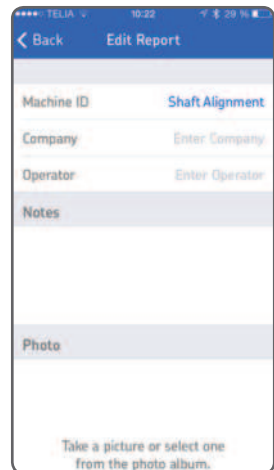 TELIA 10:22 29 %
Back Edit Report
Machine ID Shaft Alignment
Company Enter Company
Operator Enter Operator
Notes
Photo
Take a picture or select one
from the photo album.